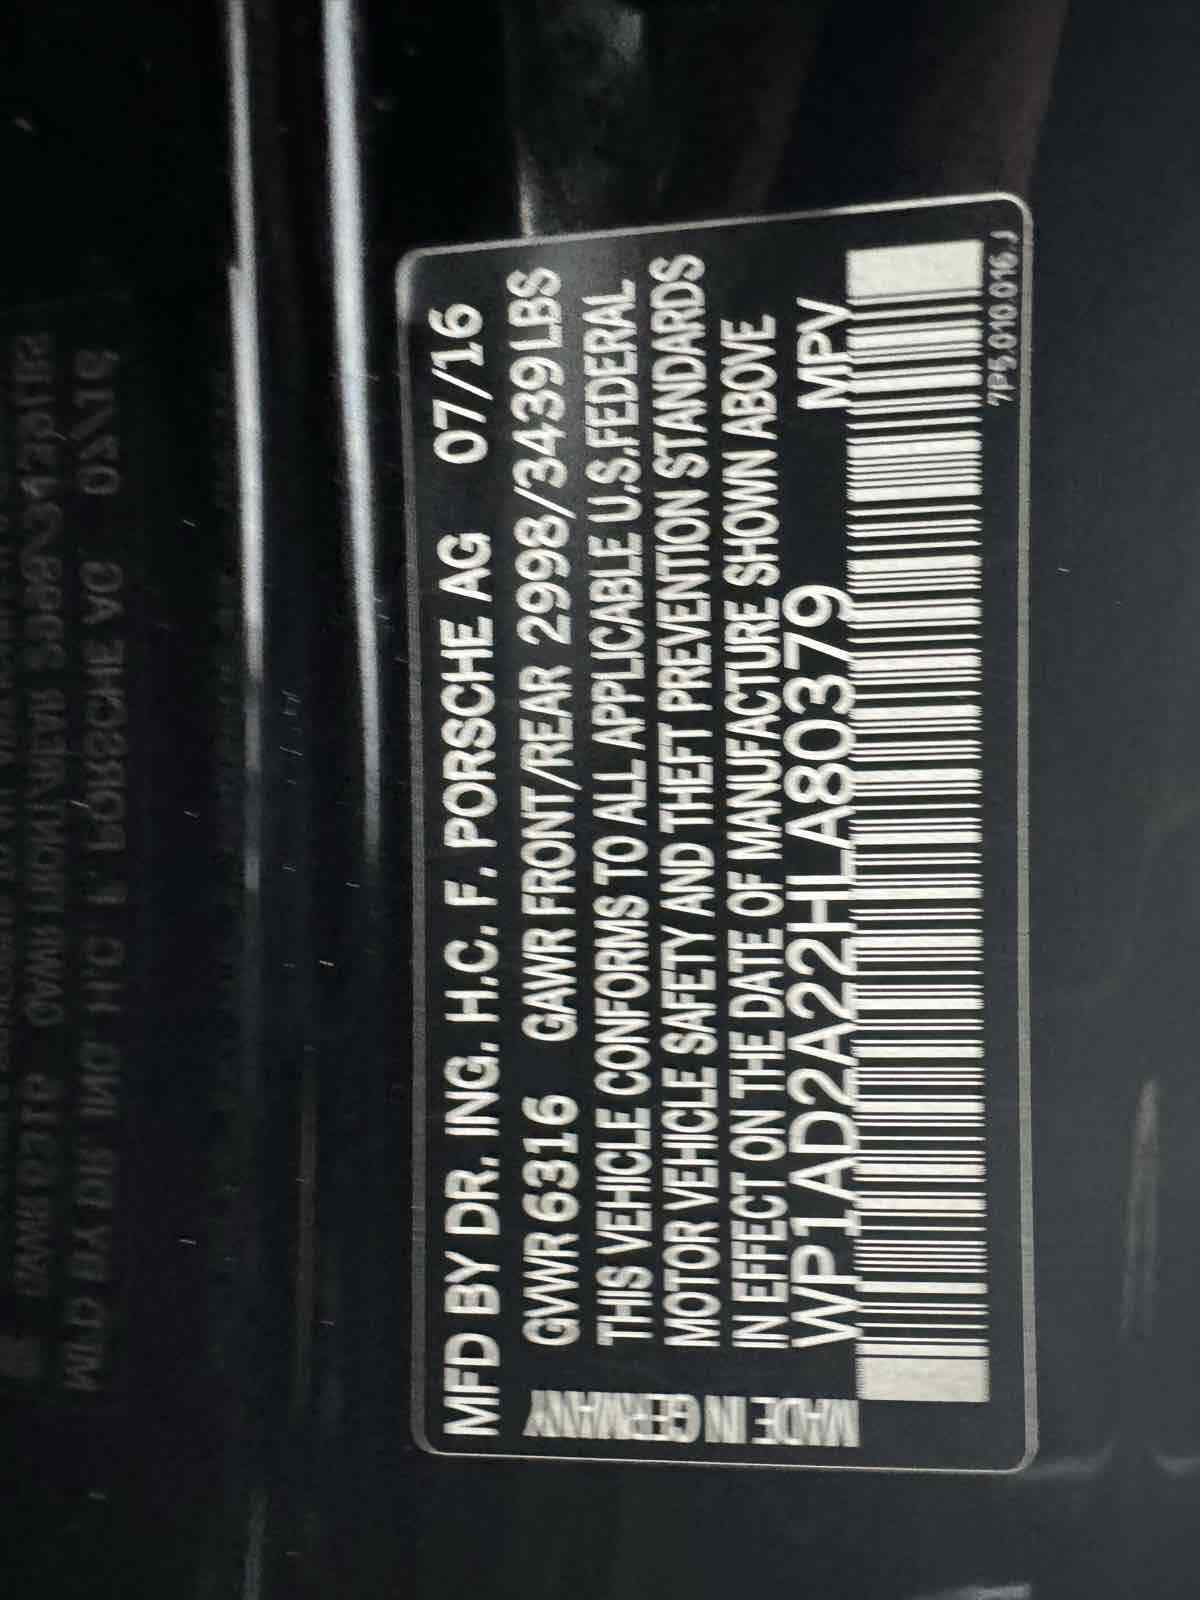 MFD BY DR. ING. H.C. F. PORSCHE AG 07/16
GVWR 6316 GAWR FRONT/REAR 2998/3439LBS
THIS VEHICLE CONFORMS TO ALL APPLICABLE U.S.FEDERAL
MOTOR VEHICLE SAFETY AND THEFT PREVENTION STANDARDS
IN EFFECT ON THE DATE OF MANUFACTURE SHOWN ABOVE
WP1AD2A22HLA80379 MPV
MADE IN GERMANY
7P5.010.016.J